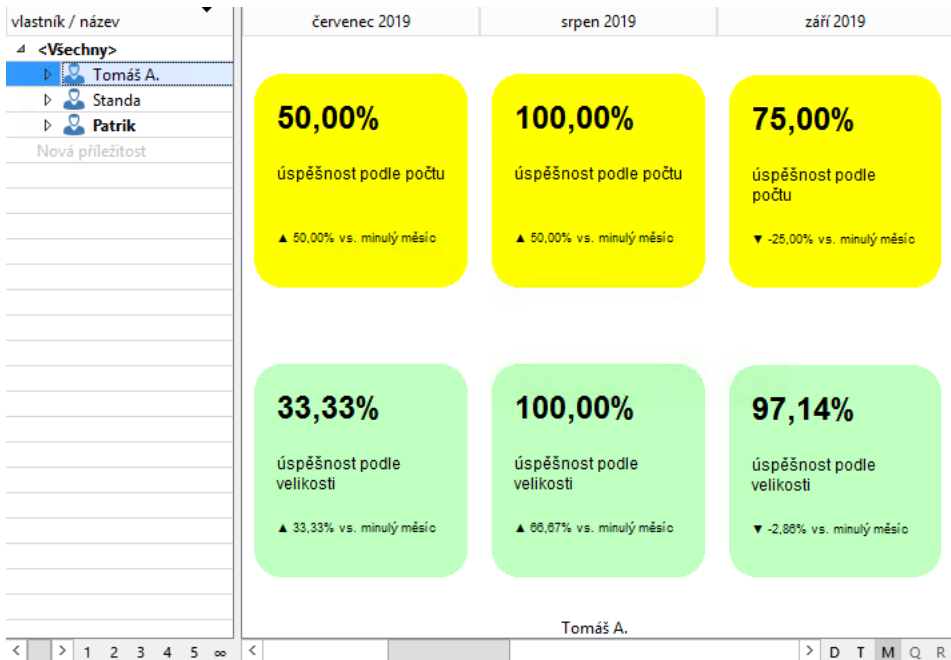 vlastník / název
červenec 2019
srpen 2019
září 2019
<Všechny>
Tomáš A.
Standa
Patrik
Nová příležitost
50,00%
úspěšnost podle počtu
▲ 50,00% vs. minulý měsíc
100,00%
úspěšnost podle počtu
▲ 50,00% vs. minulý měsíc
75,00%
úspěšnost podle
počtu
▼ -25,00% vs. minulý měsíc
33,33%
úspěšnost podle
velikosti
▲ 33,33% vs. minulý měsíc
100,00%
úspěšnost podle
velikosti
▲ 66,67% vs. minulý měsíc
97,14%
úspěšnost podle
velikosti
▼ -2,86% vs. minulý měsíc
Tomáš A.
< > 1 2 3 4 5 ∞ < > D T M Q R